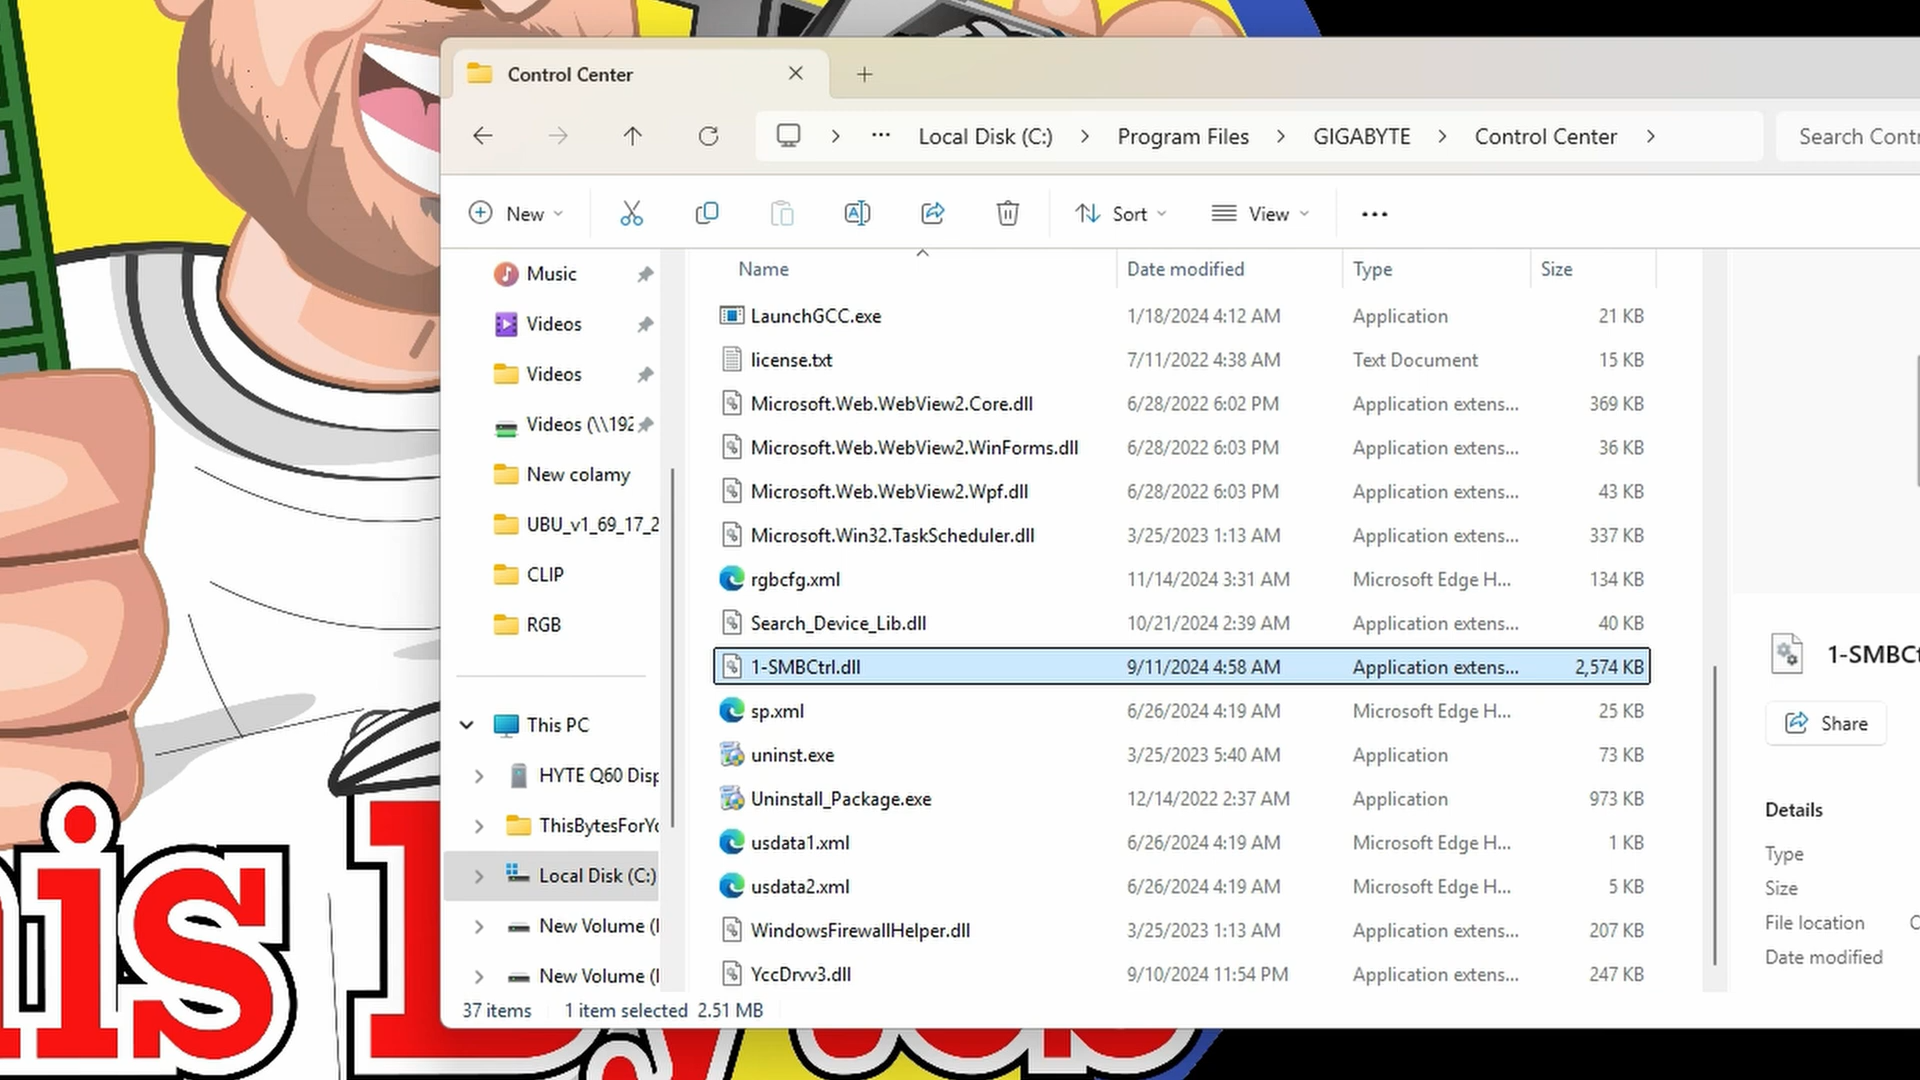 Control Center
Local Disk (C:) Program Files GIGABYTE Control Center
Search Contr
New Sort View
Music
Videos
Videos
Videos (\\192
New colamy
UBU_v1_69_17_2
CLIP
RGB
This PC
HYTE Q60 Disp
ThisBytesForYo
Local Disk (C:)
New Volume (
New Volume (
Name Date modified Type Size
LaunchGCC.exe 1/18/2024 4:12 AM Application 21 KB
license.txt 7/11/2022 4:38 AM Text Document 15 KB
Microsoft.Web.WebView2.Core.dll 6/28/2022 6:02 PM Application extens... 369 KB
Microsoft.Web.WebView2.WinForms.dll 6/28/2022 6:03 PM Application extens... 36 KB
Microsoft.Web.WebView2.Wpf.dll 6/28/2022 6:03 PM Application extens... 43 KB
Microsoft.Win32.TaskScheduler.dll 3/25/2023 1:13 AM Application extens... 337 KB
rgbcfg.xml 11/14/2024 3:31 AM Microsoft Edge H... 134 KB
Search_Device_Lib.dll 10/21/2024 2:39 AM Application extens... 40 KB
1-SMBCtrl.dll 9/11/2024 4:58 AM Application extens... 2,574 KB
sp.xml 6/26/2024 4:19 AM Microsoft Edge H... 25 KB
uninst.exe 3/25/2023 5:40 AM Application 73 KB
Uninstall_Package.exe 12/14/2022 2:37 AM Application 973 KB
usdata1.xml 6/26/2024 4:19 AM Microsoft Edge H... 1 KB
usdata2.xml 6/26/2024 4:19 AM Microsoft Edge H... 5 KB
WindowsFirewallHelper.dll 3/25/2023 1:13 AM Application extens... 207 KB
YccDrvv3.dll 9/10/2024 11:54 PM Application extens... 247 KB
1-SMBCt
Share
Details
Type
Size
File location C
Date modified
37 items 1 item selected 2.51 MB
his